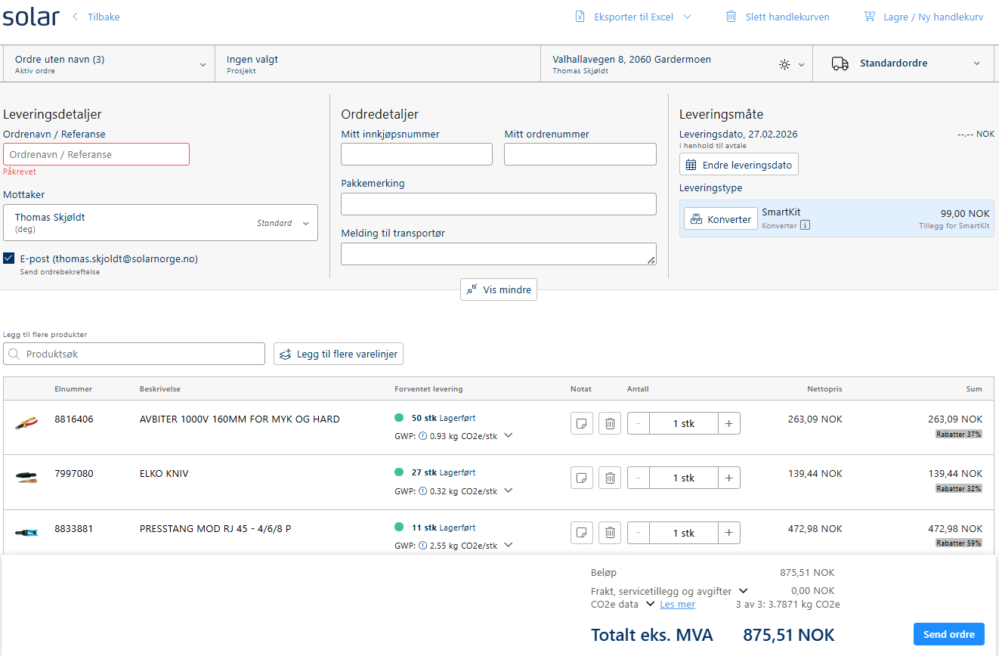 solar
Tilbake
Eksporter til Excel
Slett handlekurven
Lagre / Ny handlekurv
Ordre uten navn (3)
Aktiv ordre
Ingen valgt
Prosjekt
Valhallavegen 8, 2060 Gardermoen
Thomas Skjøldt
Standardordre
Leveringsdetaljer
Ordrenavn / Referanse
Ordrenavn / Referanse
Påkrevet
Mottaker
Thomas Skjøldt
(deg)
Standard
E-post (thomas.skjoldt@solarnorge.no)
Send ordrebekreftelse
Ordredetaljer
Mitt innkjøpsnummer
Mitt ordrenummer
Pakkemerking
Melding til transportør
Leveringsmåte
Leveringsdato, 27.02.2026
--,-- NOK
I henhold til avtale
Endre leveringsdato
Leveringstype
Konverter
SmartKit
Konverter
99,00 NOK
Tillegg for SmartKit
Vis mindre
Legg til flere produkter
Produktsøk
Legg til flere varelinjer
Elnummer Beskrivelse Forventet levering Notat Antall Nettopris Sum
8816406 AVBITER 1000V 160MM FOR MYK OG HARD 50 stk Lagerført - 1 stk + 263,09 NOK 263,09 NOK
GWP: 0.93 kg CO2e/stk Rabatter 37%
7997080 ELKO KNIV 27 stk Lagerført - 1 stk + 139,44 NOK 139,44 NOK
GWP: 0.32 kg CO2e/stk Rabatter 32%
8833881 PRESSTANG MOD RJ 45 - 4/6/8 P 11 stk Lagerført - 1 stk + 472,98 NOK 472,98 NOK
GWP: 2.55 kg CO2e/stk Rabatter 59%
Beløp 875,51 NOK
Frakt, servicetillegg og avgifter 0,00 NOK
CO2e data Les mer 3 av 3: 3.7871 kg CO2e
Totalt eks. MVA 875,51 NOK
Send ordre